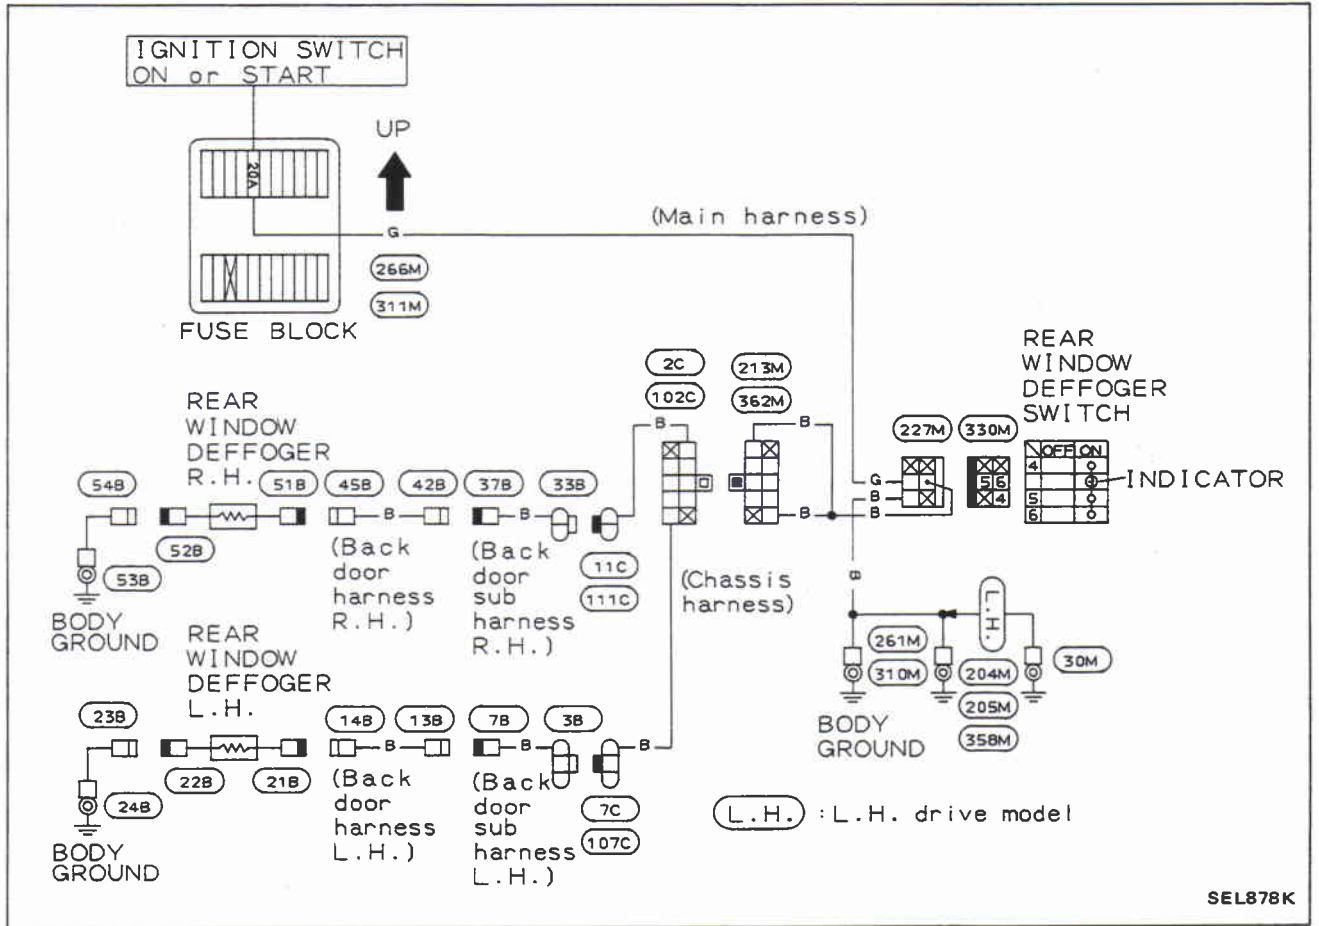 IGNITION SWITCH
ON or START
UP
20A
(Main harness)
G
266M
311M
FUSE BLOCK
REAR
WINDOW
DEFFOGER
SWITCH
2C
102C
213M
362M
227M
330M
OFF ON
4
5
6
5 6
4
INDICATOR
B
B
B
G
B
B
REAR
WINDOW
DEFFOGER
R.H.
54B
51B
45B
42B
37B
33B
B
B
52B
53B
11C
111C
BODY
GROUND
(Back
door
harness
R.H.)
(Back
door
sub
harness
R.H.)
(Chassis
harness)
B
L.H.
261M
310M
204M
205M
358M
30M
BODY
GROUND
REAR
WINDOW
DEFFOGER
L.H.
23B
14B
13B
7B
3B
B
B
B
22B
21B
24B
7C
107C
BODY
GROUND
(Back
door
harness
L.H.)
(Back
door
sub
harness
L.H.)
L.H. : L.H. drive model
SEL878K